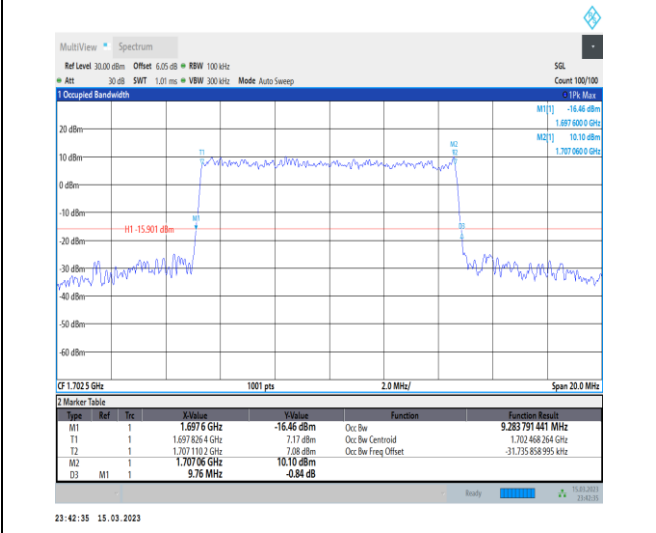 MultiView Spectrum
Ref Level 30.00 dBm Offset 6.05 dB RBW 100 kHz SGL
Att 30 dB SWT 1.01 ms VBW 300 kHz Mode Auto Sweep Count 100/100
1 Occupied Bandwidth 1Pk Max
M1[1] -16.46 dBm
1.697 600 0 GHz
M2[1] 10.10 dBm
1.707 060 0 GHz
20 dBm
M2
T1 T2
10 dBm
0 dBm
-10 dBm
M1
H1 -15.901 dBm D3
-20 dBm
-30 dBm
-40 dBm
-50 dBm
-60 dBm
CF 1.702 5 GHz 1001 pts 2.0 MHz/ Span 20.0 MHz
2 Marker Table
Type Ref Trc X-Value Y-Value Function Function Result
M1 1 1.697 6 GHz -16.46 dBm Occ Bw 9.283 791 441 MHz
T1 1 1.697 826 4 GHz 7.17 dBm Occ Bw Centroid 1.702 468 264 GHz
T2 1 1.707 110 2 GHz 7.08 dBm Occ Bw Freq Offset -31.735 858 995 kHz
M2 1 1.707 06 GHz 10.10 dBm
D3 M1 1 9.76 MHz -0.84 dB
Ready 15.03.2023
23:42:35
23:42:35 15.03.2023